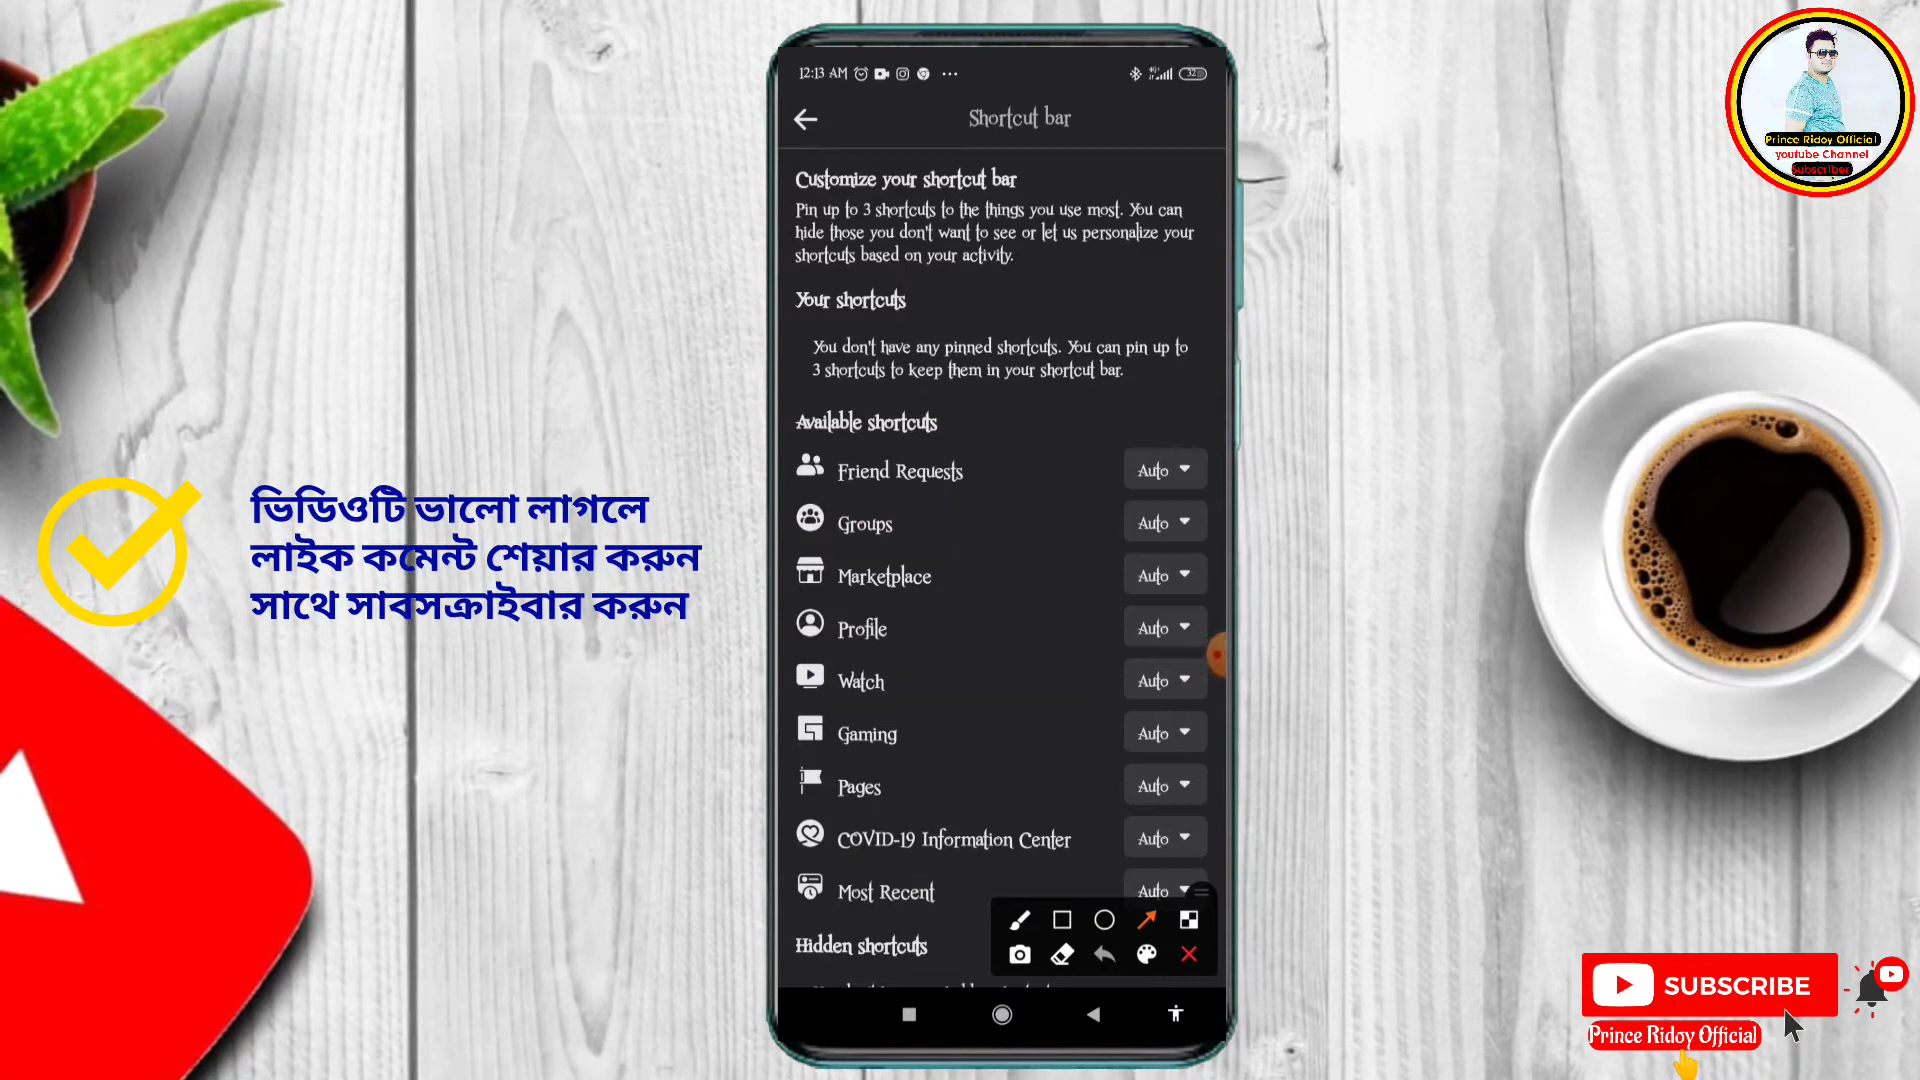 12:13 AM
32
Shortcut bar
Customize your shortcut bar
Pin up to 3 shortcuts to the things you use most. You can
hide those you don't want to see or let us personalize your
shortcuts based on your activity.
Your shortcuts
You don't have any pinned shortcuts. You can pin up to
3 shortcuts to keep them in your shortcut bar.
Available shortcuts
Friend Requests Auto
Groups Auto
Marketplace Auto
Profile Auto
Watch Auto
Gaming Auto
Pages Auto
COVID-19 Information Center Auto
Most Recent Auto
Hidden shortcuts
ভিডিওটি ভালো লাগলে
লাইক কমেন্ট শেয়ার করুন
সাথে সাবসক্রাইবার করুন
Prince Ridoy Official
youtube Channel
Subscriber
SUBSCRIBE
Prince Ridoy Official